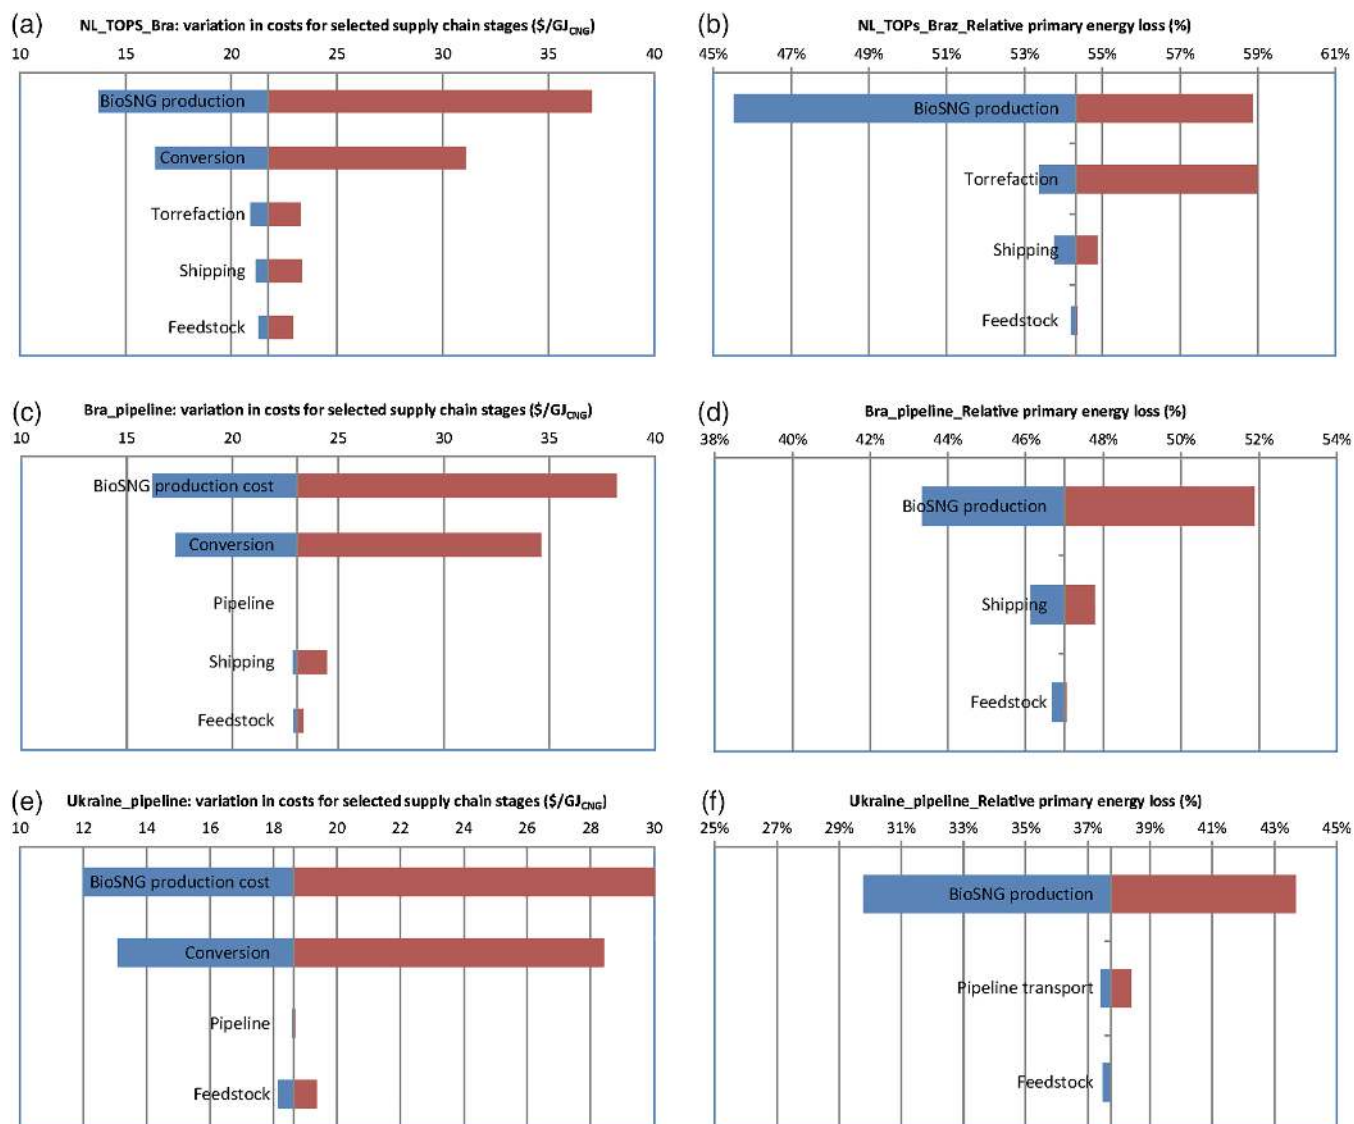 (a) NL_TOPS_Bra: variation in costs for selected supply chain stages ($/GJCNG)
10 15 20 25 30 35 40
BioSNG production
Conversion
Torrefaction
Shipping
Feedstock
(b) NL_TOPs_Braz_Relative primary energy loss (%)
45% 47% 49% 51% 53% 55% 57% 59% 61%
BioSNG production
Torrefaction
Shipping
Feedstock
(c) Bra_pipeline: variation in costs for selected supply chain stages ($/GJCNG)
10 15 20 25 30 35 40
BioSNG production cost
Conversion
Pipeline
Shipping
Feedstock
(d) Bra_pipeline_Relative primary energy loss (%)
38% 40% 42% 44% 46% 48% 50% 52% 54%
BioSNG production
Shipping
Feedstock
(e) Ukraine_pipeline: variation in costs for selected supply chain stages ($/GJCNG)
10 12 14 16 18 20 22 24 26 28 30
BioSNG production cost
Conversion
Pipeline
Feedstock
(f) Ukraine_pipeline_Relative primary energy loss (%)
25% 27% 29% 31% 33% 35% 37% 39% 41% 43% 45%
BioSNG production
Pipeline transport
Feedstock